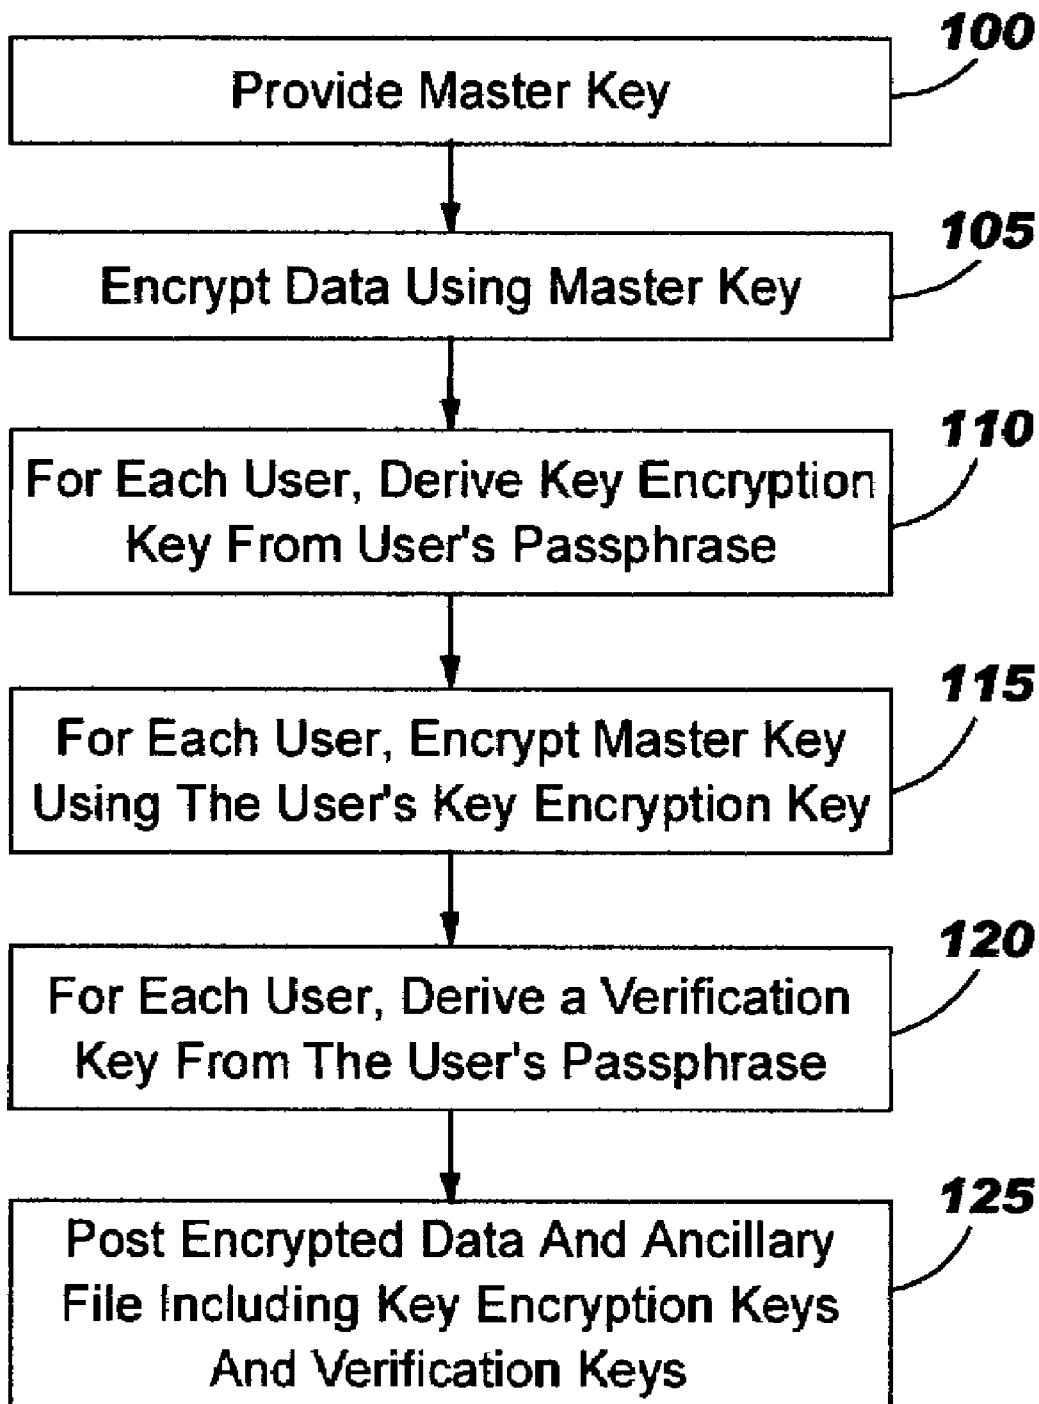 100
Provide Master Key
105
Encrypt Data Using Master Key
110
For Each User, Derive Key Encryption
Key From User's Passphrase
115
For Each User, Encrypt Master Key
Using The User's Key Encryption Key
120
For Each User, Derive a Verification
Key From The User's Passphrase
125
Post Encrypted Data And Ancillary
File Including Key Encryption Keys
And Verification Keys